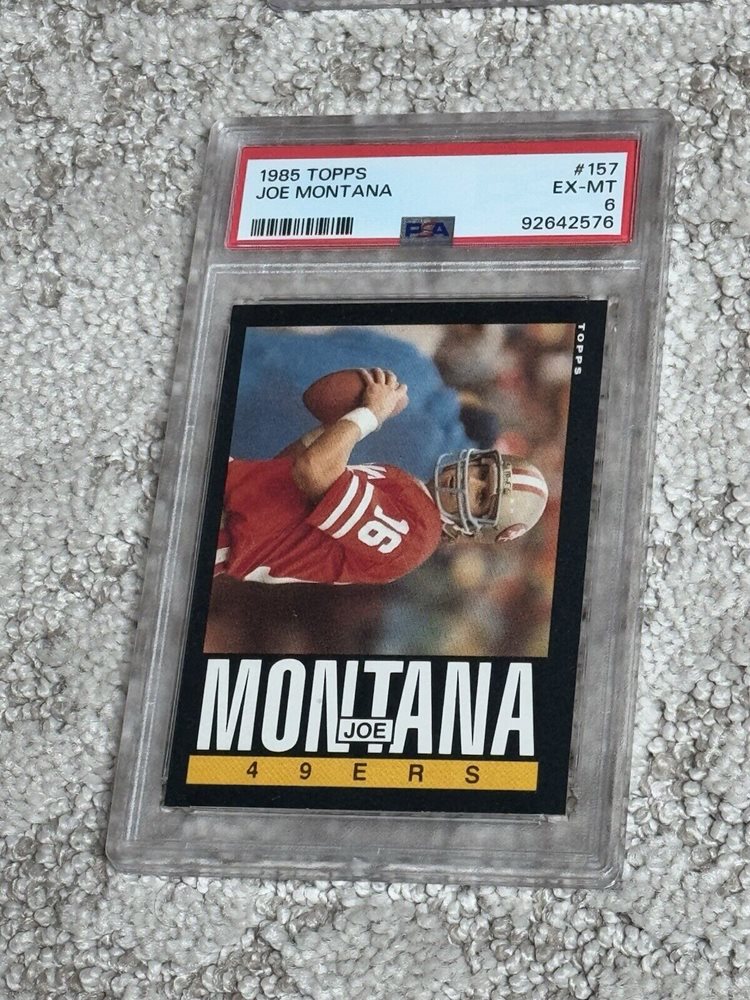 1985 TOPPS
JOE MONTANA
#157
EX-MT
6
92642576
PSA
TOPPS
16
MONTANA
JOE
49ERS